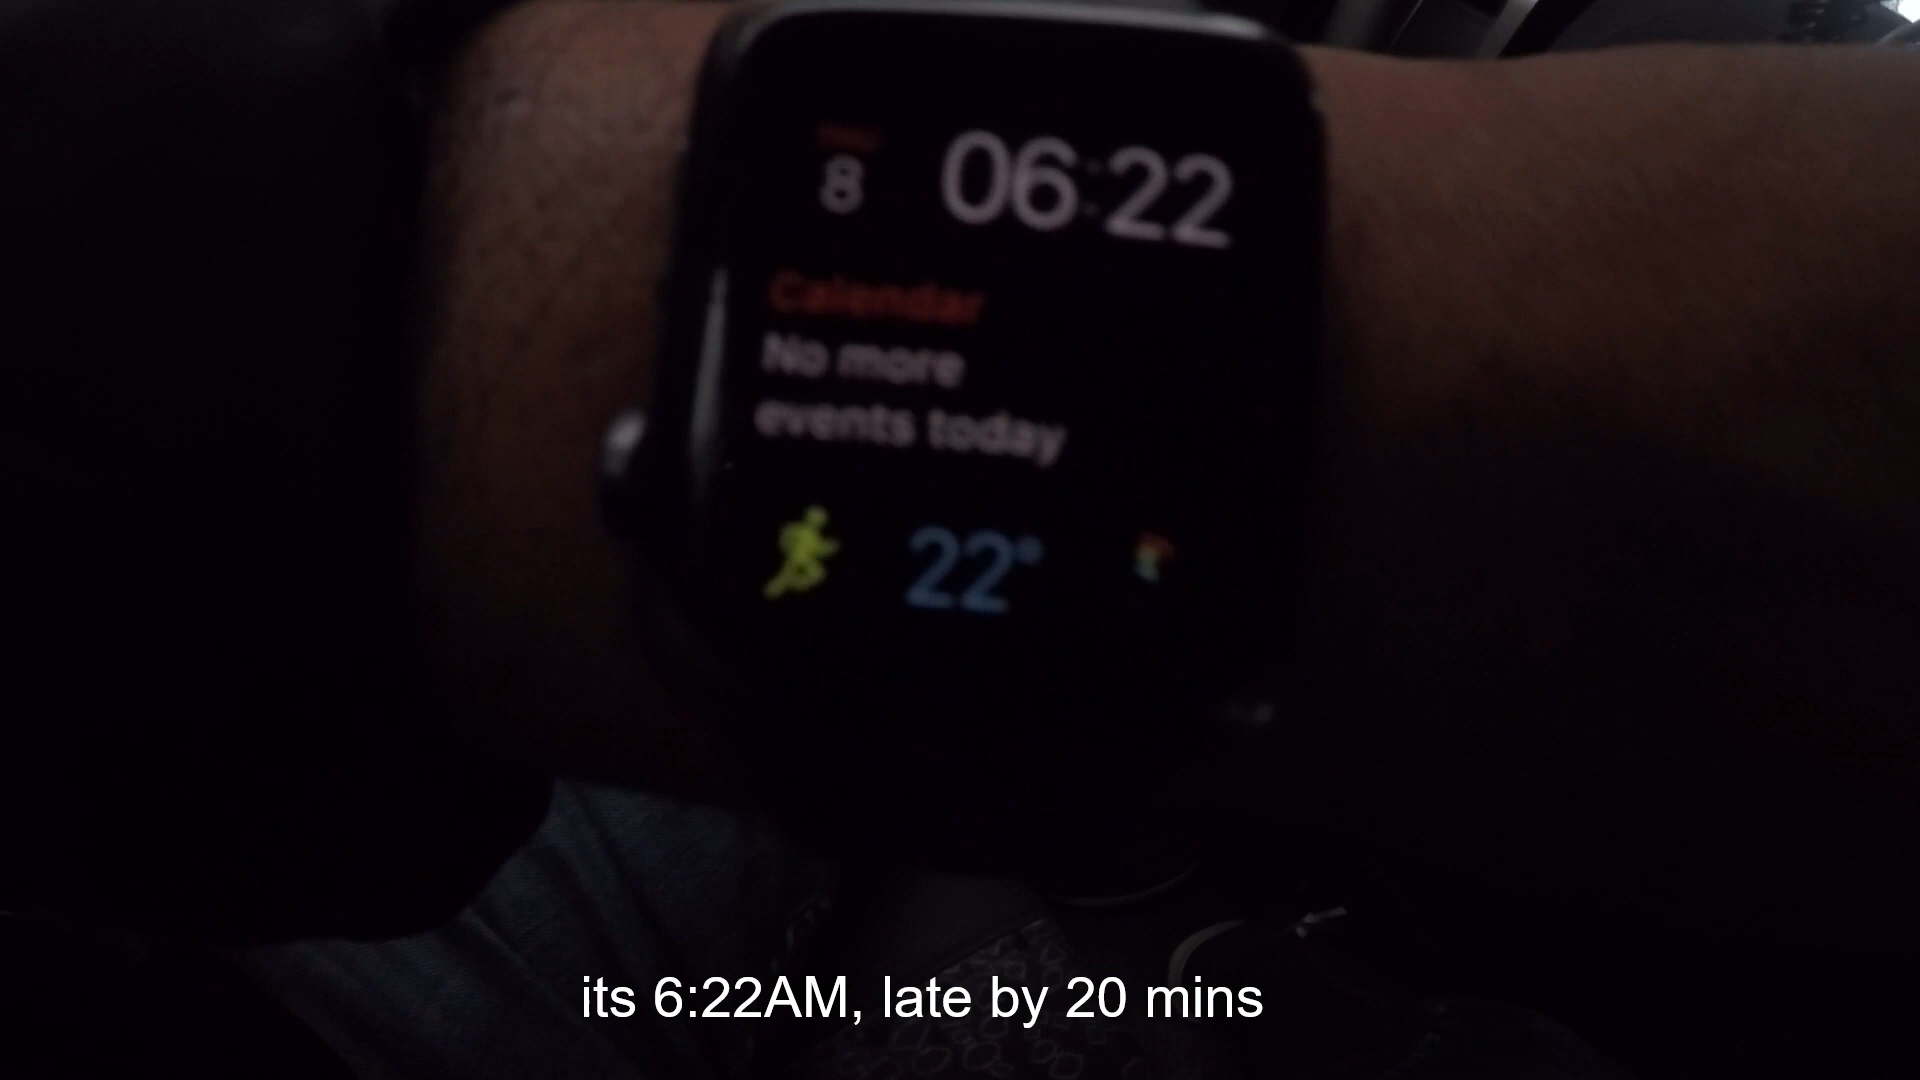 8 06:22
Calendar
No more
events today
22°
its 6:22AM, late by 20 mins